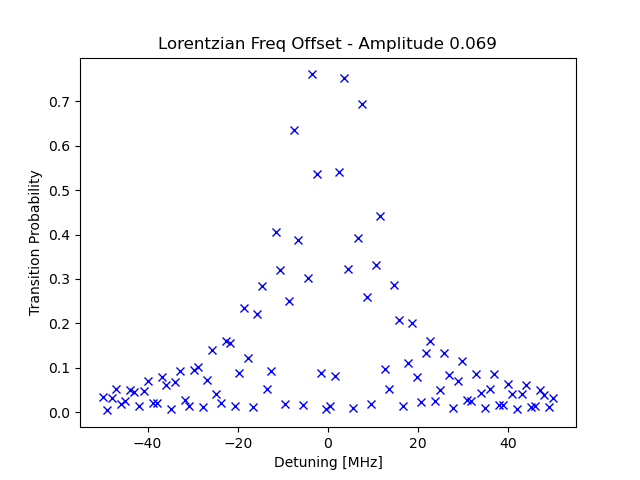 Lorentzian Freq Offset - Amplitude 0.069
Transition Probability
0.7
0.6
0.5
0.4
0.3
0.2
0.1
0.0
−40 −20 0 20 40
Detuning [MHz]